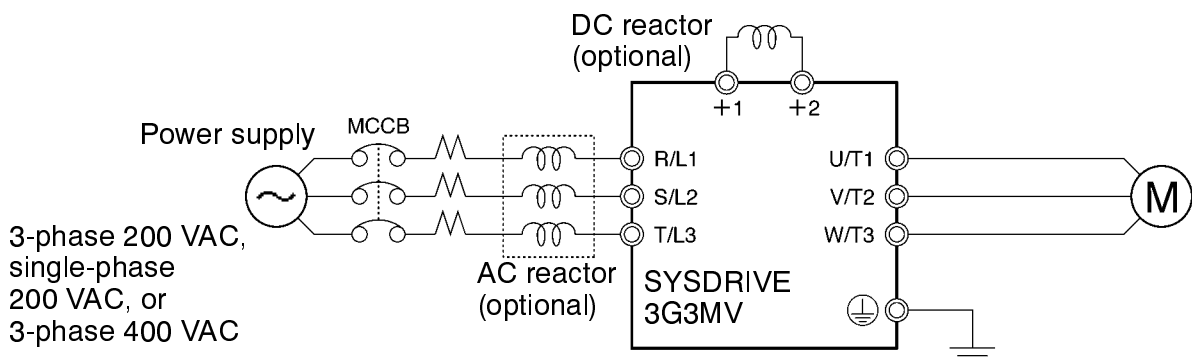 DC reactor
(optional)
+1
+2
Power supply
MCCB
R/L1
S/L2
T/L3
U/T1
V/T2
W/T3
M
3-phase 200 VAC,
single-phase
200 VAC, or
3-phase 400 VAC
AC reactor
(optional)
SYSDRIVE
3G3MV